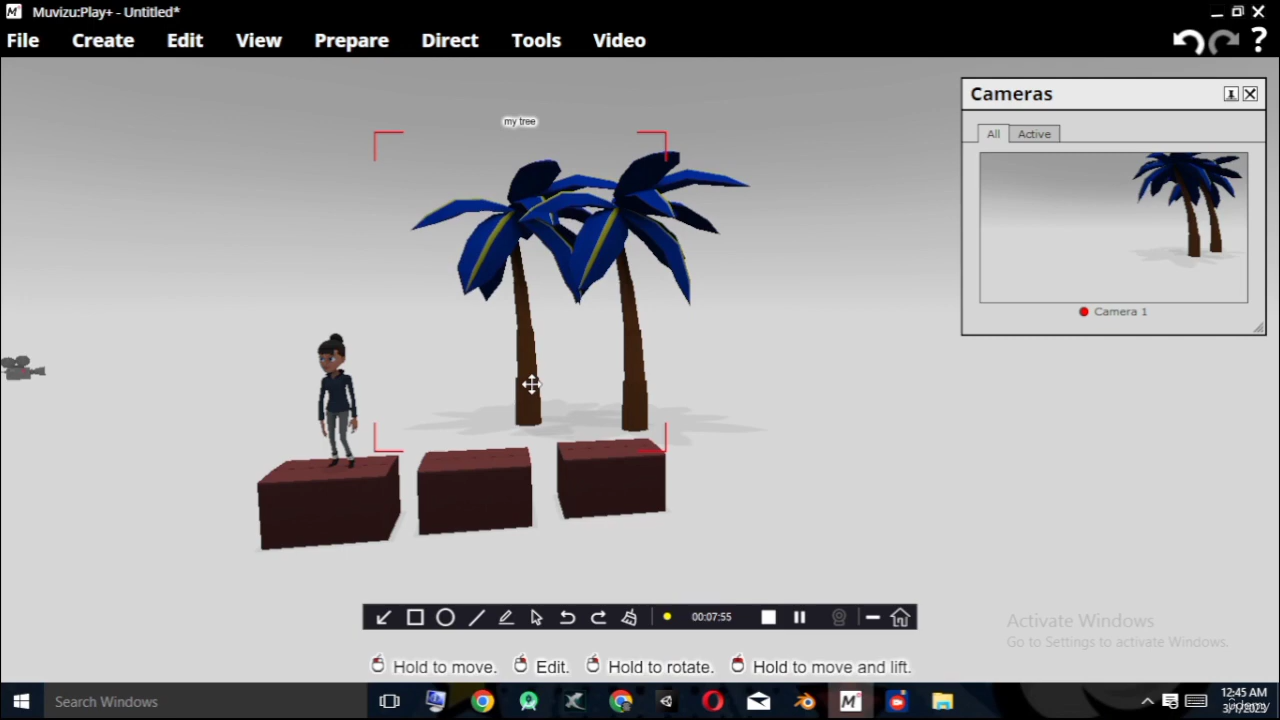 Muvizu:Play+ - Untitled*
File Create Edit View Prepare Direct Tools Video ?
Cameras
All Active
my tree
Camera 1
00:07:55
Activate Windows
Go to Settings to activate Windows.
Hold to move. Edit. Hold to rotate. Hold to move and lift.
Search Windows
12:45 AM